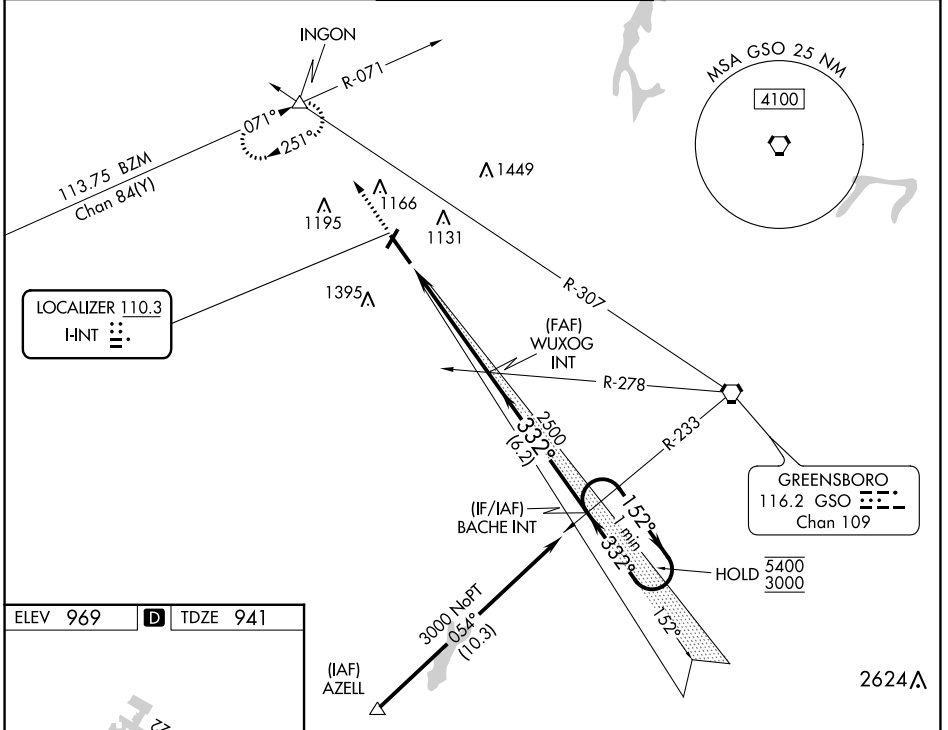 INGON
R-071
071°
251°
113.75 BZM
Chan 84(Y)
MSA GSO 25 NM
4100
1449
1166
1195
1131
1395
LOCALIZER 110.3
I-INT
R-307
(FAF)
WUXOG
INT
R-278
2500
332°
(6.2)
R-233
GREENSBORO
116.2 GSO
Chan 109
(IF/IAF)
BACHE INT
152°
1 min
332°
HOLD 5400
3000
3000 NoPT
054°
(10.3)
152°
(IAF)
AZELL
2624
ELEV 969
D
TDZE 941
22